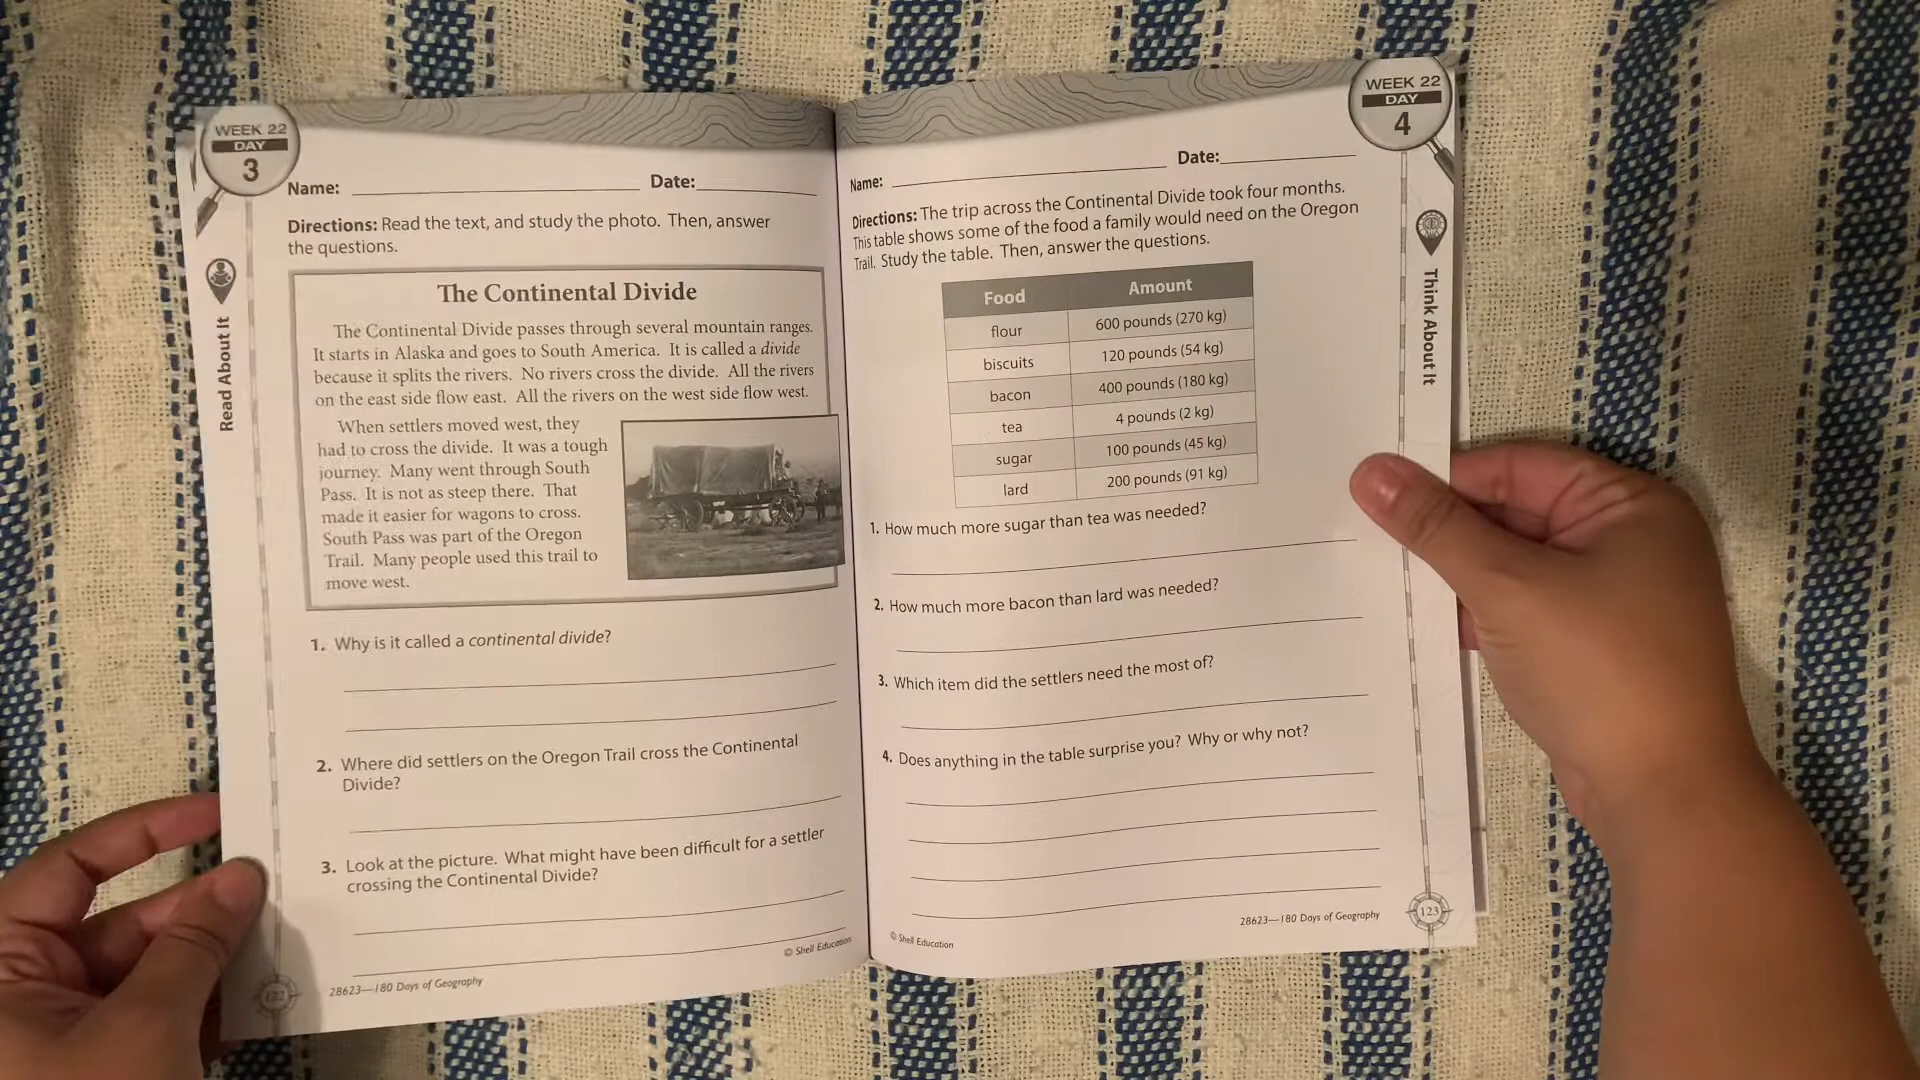 WEEK 22
DAY
3
Name:
Date:
Directions: Read the text, and study the photo. Then, answer
the questions.
Read About It
The Continental Divide
The Continental Divide passes through several mountain ranges.
It starts in Alaska and goes to South America. It is called a divide
because it splits the rivers. No rivers cross the divide. All the rivers
on the east side flow east. All the rivers on the west side flow west.
When settlers moved west, they
had to cross the divide. It was a tough
journey. Many went through South
Pass. It is not as steep there. That
made it easier for wagons to cross.
South Pass was part of the Oregon
Trail. Many people used this trail to
move west.
1. Why is it called a continental divide?
2. Where did settlers on the Oregon Trail cross the Continental
Divide?
3. Look at the picture. What might have been difficult for a settler
crossing the Continental Divide?
122
28623—180 Days of Geography
© Shell Education
WEEK 22
DAY
4
Name:
Date:
Directions: The trip across the Continental Divide took four months.
This table shows some of the food a family would need on the Oregon
Trail. Study the table. Then, answer the questions.
Think About It
Food Amount
flour 600 pounds (270 kg)
biscuits 120 pounds (54 kg)
bacon 400 pounds (180 kg)
tea 4 pounds (2 kg)
sugar 100 pounds (45 kg)
lard 200 pounds (91 kg)
1. How much more sugar than tea was needed?
2. How much more bacon than lard was needed?
3. Which item did the settlers need the most of?
4. Does anything in the table surprise you? Why or why not?
© Shell Education
28623—180 Days of Geography
123